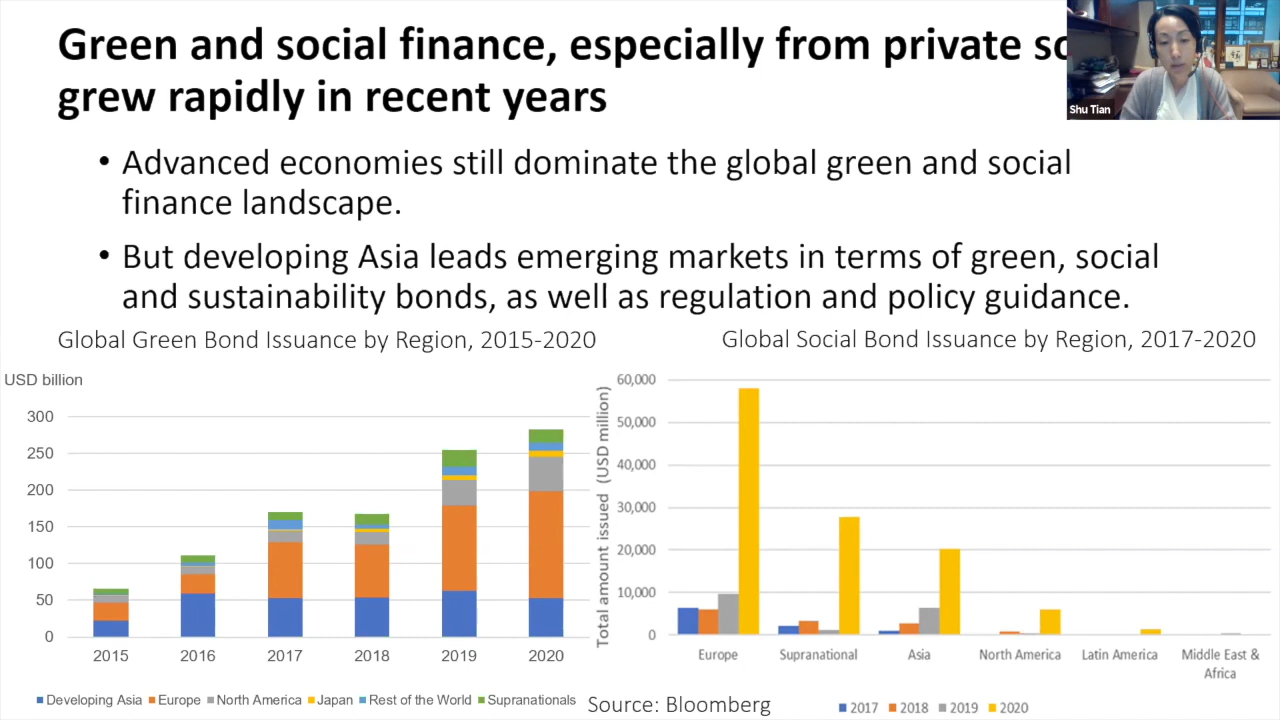 Green and social finance, especially from private
grew rapidly in recent years
Shu Tian
• Advanced economies still dominate the global green and social
finance landscape.
• But developing Asia leads emerging markets in terms of green, social
and sustainability bonds, as well as regulation and policy guidance.
Global Green Bond Issuance by Region, 2015-2020
USD billion
300
250
200
150
100
50
0
2015 2016 2017 2018 2019 2020
Developing Asia Europe North America Japan Rest of the World Supranationals
Global Social Bond Issuance by Region, 2017-2020
Total amount issued (USD million)
60,000
50,000
40,000
30,000
20,000
10,000
0
Europe Supranational Asia North America Latin America Middle East &
Africa
2017 2018 2019 2020
Source: Bloomberg